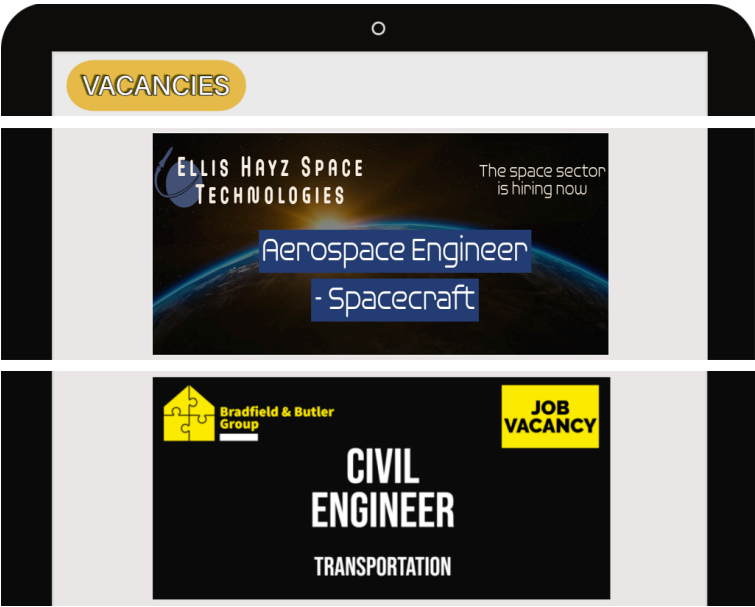 VACANCIES
Ellis Hayz Space
Technologies
The space sector
is hiring now
Aerospace Engineer
- Spacecraft
Bradfield & Butler
Group
JOB
VACANCY
CIVIL
ENGINEER
TRANSPORTATION